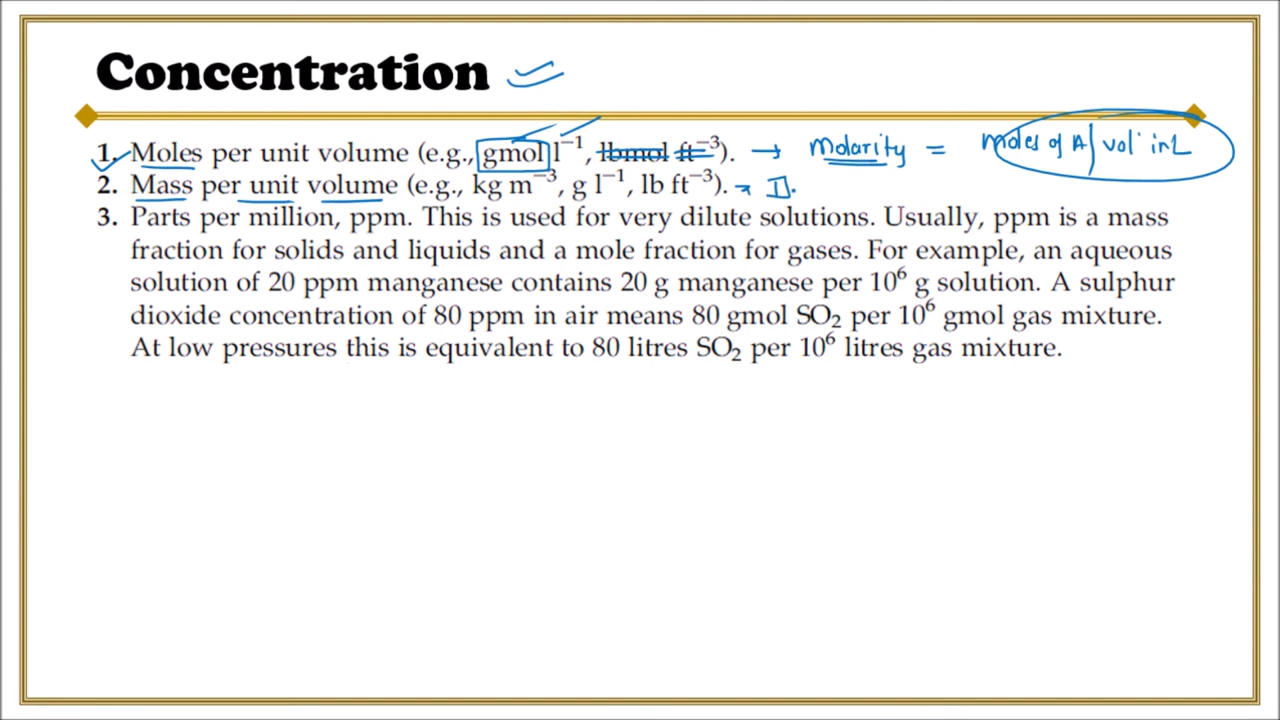 Concentration
1. Moles per unit volume (e.g., gmol l⁻¹, lbmol ft⁻³). → Molarity = moles of A / vol in L
2. Mass per unit volume (e.g., kg m⁻³, g l⁻¹, lb ft⁻³). →
3. Parts per million, ppm. This is used for very dilute solutions. Usually, ppm is a mass
fraction for solids and liquids and a mole fraction for gases. For example, an aqueous
solution of 20 ppm manganese contains 20 g manganese per 10⁶ g solution. A sulphur
dioxide concentration of 80 ppm in air means 80 gmol SO₂ per 10⁶ gmol gas mixture.
At low pressures this is equivalent to 80 litres SO₂ per 10⁶ litres gas mixture.